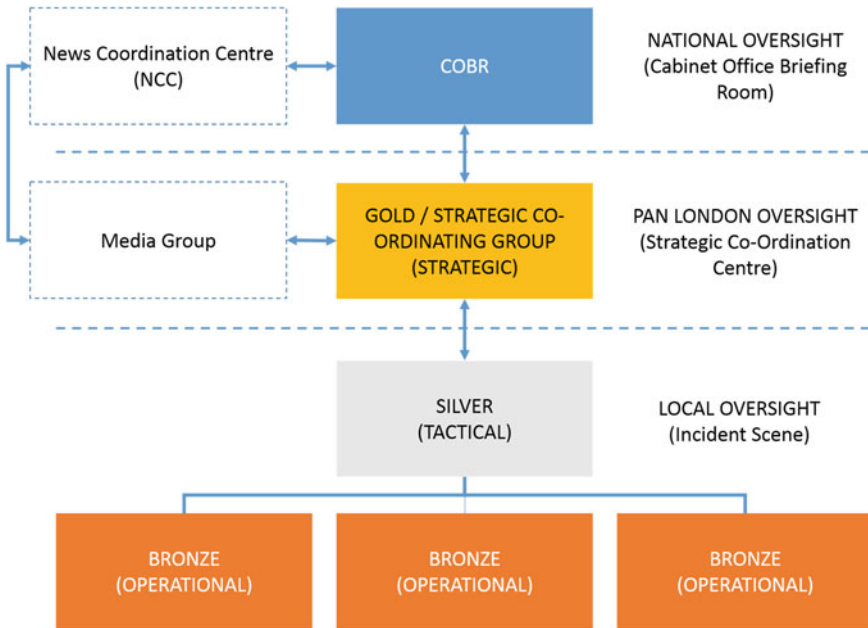 News Coordination Centre
(NCC)
COBR
NATIONAL OVERSIGHT
(Cabinet Office Briefing
Room)
Media Group
GOLD / STRATEGIC CO-
ORDINATING GROUP
(STRATEGIC)
PAN LONDON OVERSIGHT
(Strategic Co-Ordination
Centre)
SILVER
(TACTICAL)
LOCAL OVERSIGHT
(Incident Scene)
BRONZE
(OPERATIONAL)
BRONZE
(OPERATIONAL)
BRONZE
(OPERATIONAL)